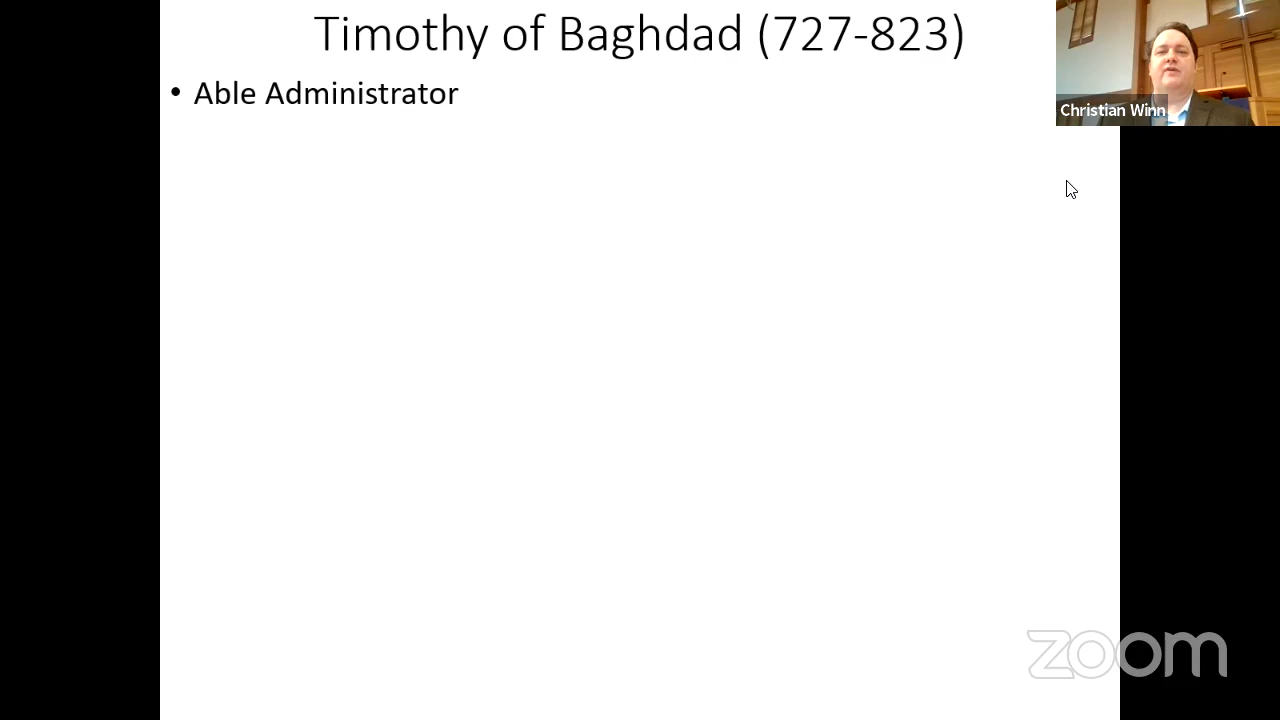 Timothy of Baghdad (727-823)
• Able Administrator
Christian Winn
zoom